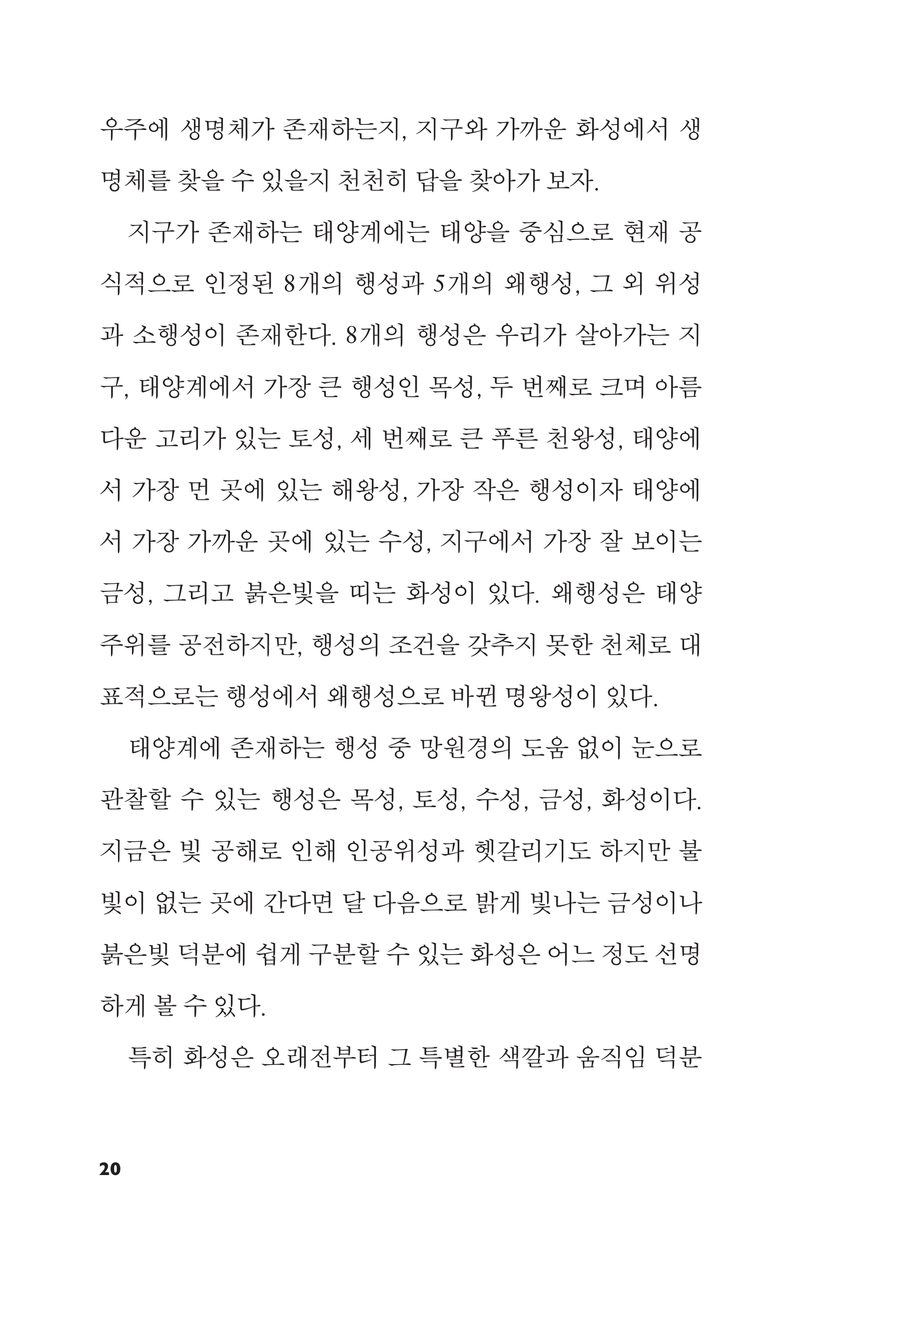 우주에 생명체가 존재하는지, 지구와 가까운 화성에서 생
명체를 찾을 수 있을지 천천히 답을 찾아가 보자.
지구가 존재하는 태양계에는 태양을 중심으로 현재 공
식적으로 인정된 8개의 행성과 5개의 왜행성, 그 외 위성
과 소행성이 존재한다. 8개의 행성은 우리가 살아가는 지
구, 태양계에서 가장 큰 행성인 목성, 두 번째로 크며 아름
다운 고리가 있는 토성, 세 번째로 큰 푸른 천왕성, 태양에
서 가장 먼 곳에 있는 해왕성, 가장 작은 행성이자 태양에
서 가장 가까운 곳에 있는 수성, 지구에서 가장 잘 보이는
금성, 그리고 붉은빛을 띠는 화성이 있다. 왜행성은 태양
주위를 공전하지만, 행성의 조건을 갖추지 못한 천체로 대
표적으로는 행성에서 왜행성으로 바뀐 명왕성이 있다.
태양계에 존재하는 행성 중 망원경의 도움 없이 눈으로
관찰할 수 있는 행성은 목성, 토성, 수성, 금성, 화성이다.
지금은 빛 공해로 인해 인공위성과 헷갈리기도 하지만 불
빛이 없는 곳에 간다면 달 다음으로 밝게 빛나는 금성이나
붉은빛 덕분에 쉽게 구분할 수 있는 화성은 어느 정도 선명
하게 볼 수 있다.
특히 화성은 오래전부터 그 특별한 색깔과 움직임 덕분
20